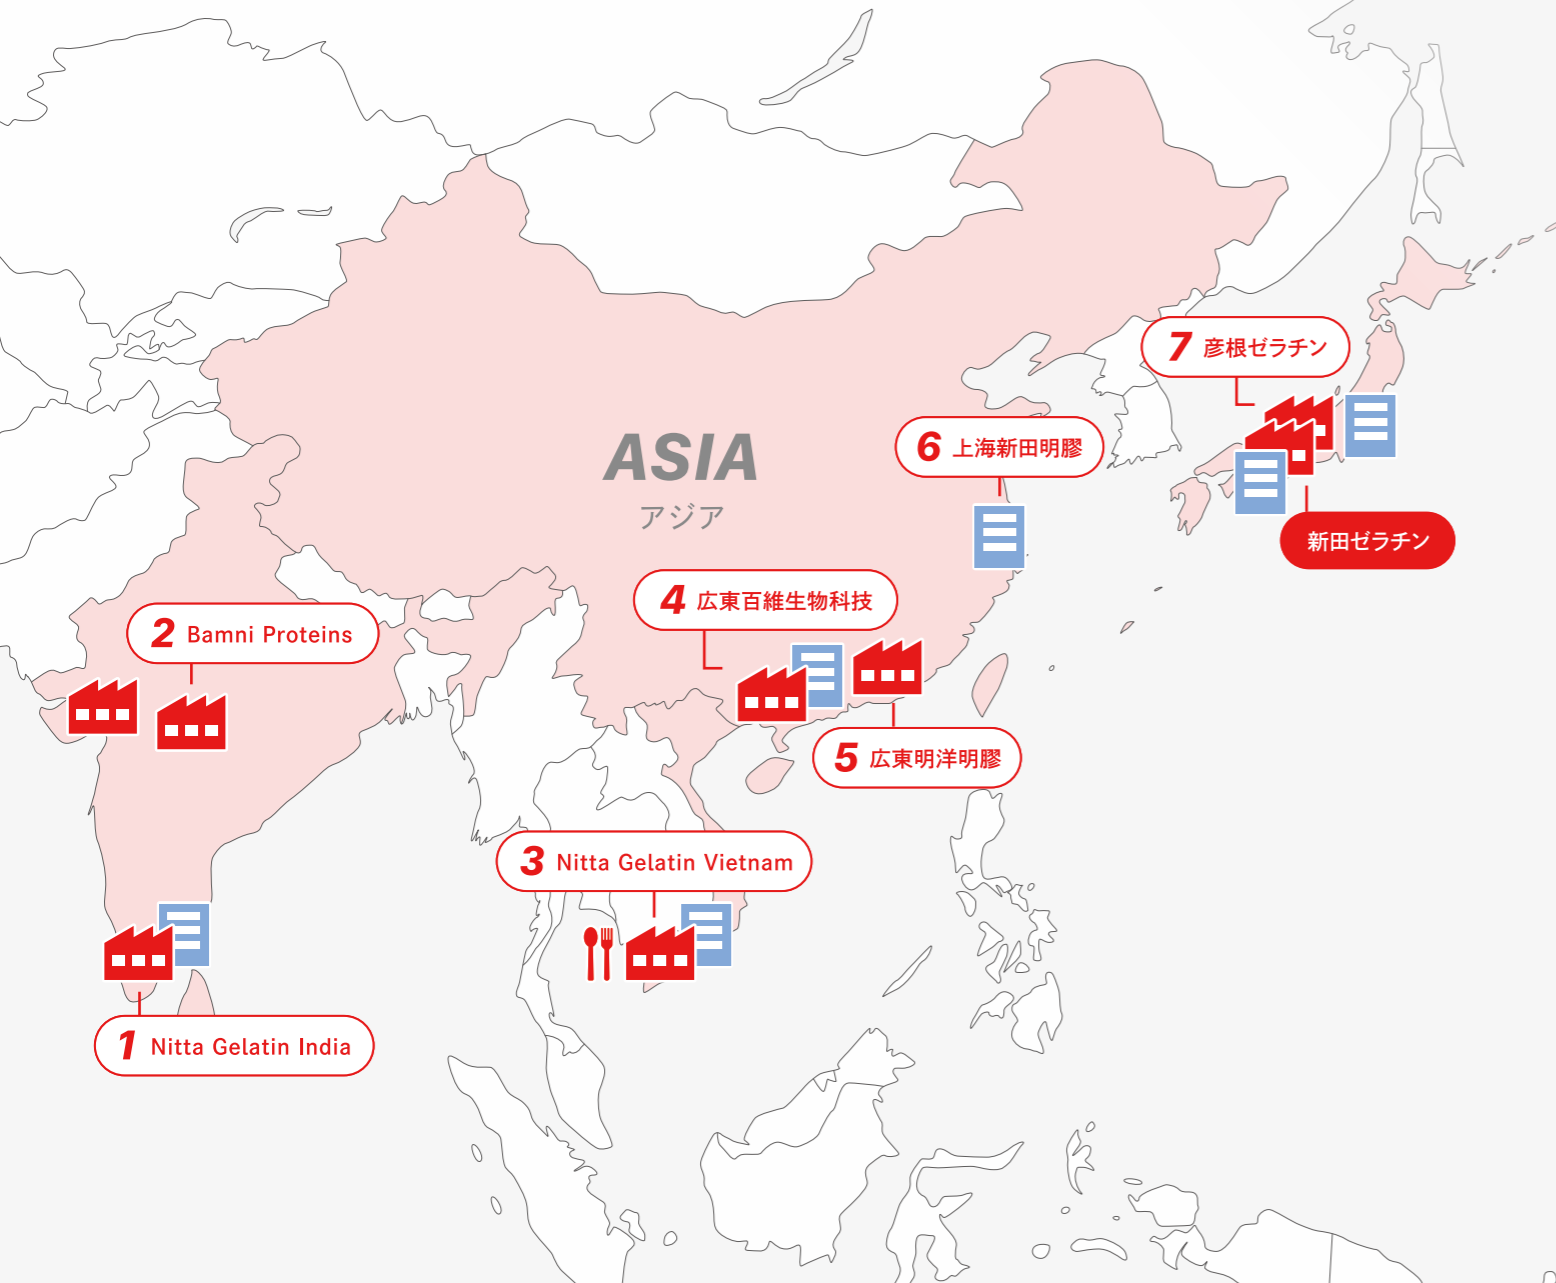 7 彦根ゼラチン
ASIA
アジア
6 上海新田明膠
新田ゼラチン
4 広東百維生物科技
2 Bamni Proteins
5 広東明洋明膠
3 Nitta Gelatin Vietnam
1 Nitta Gelatin India